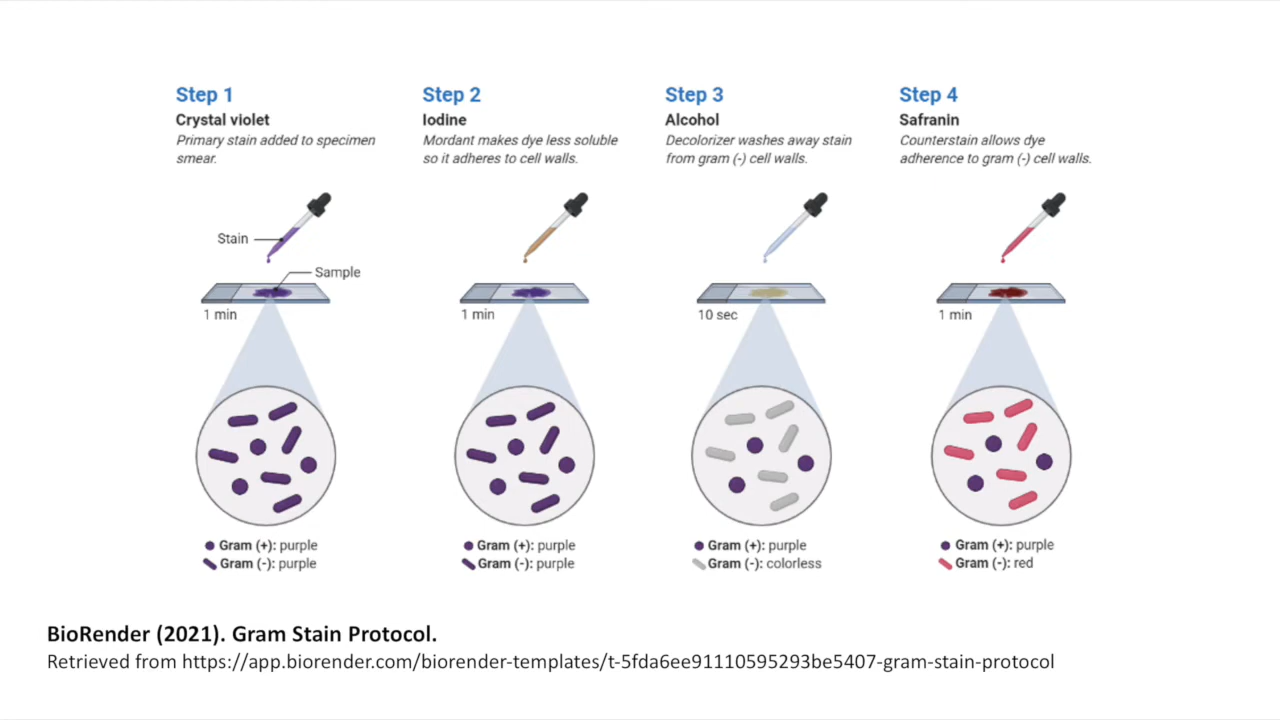 Step 1
Crystal violet
Primary stain added to specimen
smear.
Stain
Sample
1 min
Gram (+): purple
Gram (-): purple
Step 2
Iodine
Mordant makes dye less soluble
so it adheres to cell walls.
1 min
Gram (+): purple
Gram (-): purple
Step 3
Alcohol
Decolorizer washes away stain
from gram (-) cell walls.
10 sec
Gram (+): purple
Gram (-): colorless
Step 4
Safranin
Counterstain allows dye
adherence to gram (-) cell walls.
1 min
Gram (+): purple
Gram (-): red
BioRender (2021). Gram Stain Protocol.
Retrieved from https://app.biorender.com/biorender-templates/t-5fda6ee91110595293be5407-gram-stain-protocol